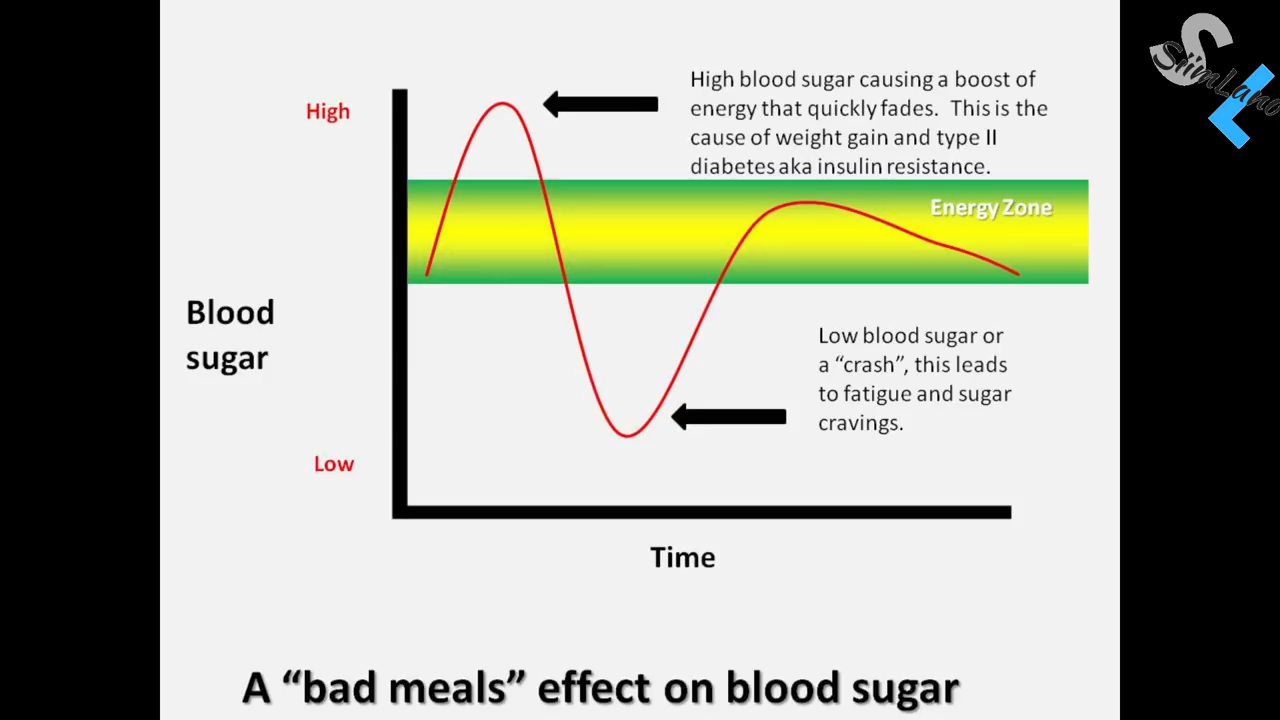 High
High blood sugar causing a boost of
energy that quickly fades.  This is the
cause of weight gain and type II
diabetes aka insulin resistance.
Energy Zone
Blood
sugar
Low blood sugar or
a “crash”, this leads
to fatigue and sugar
cravings.
Low
Time
A “bad meals” effect on blood sugar
SiimLand